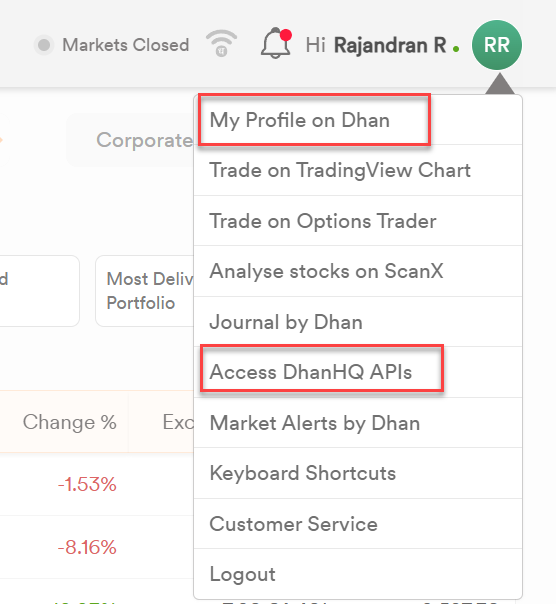 Markets Closed
Hi Rajandran R
RR
My Profile on Dhan
Corporate
Trade on TradingView Chart
Trade on Options Trader
Analyse stocks on ScanX
d
Most Deliv
Portfolio
Journal by Dhan
Access DhanHQ APIs
Change %
Exc
Market Alerts by Dhan
Keyboard Shortcuts
-1.53%
Customer Service
-8.16%
Logout